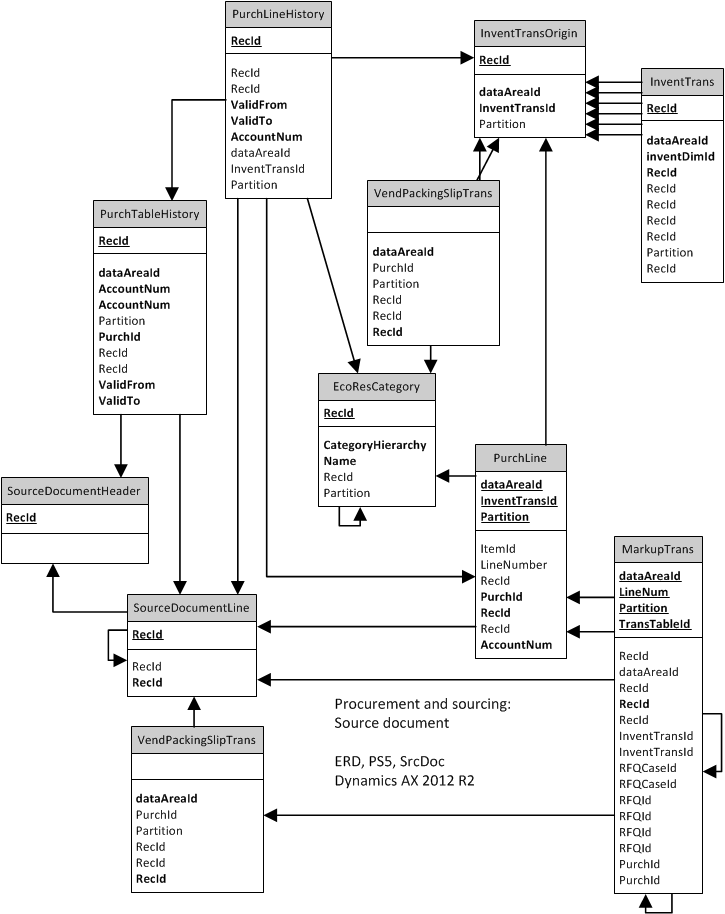 PurchLineHistory
RecId
RecId
RecId
ValidFrom
ValidTo
AccountNum
dataAreaId
InventTransId
Partition
InventTransOrigin
RecId
dataAreaId
InventTransId
Partition
InventTrans
RecId
dataAreaId
inventDimId
RecId
RecId
RecId
RecId
RecId
Partition
RecId
VendPackingSlipTrans
dataAreaId
PurchId
Partition
RecId
RecId
RecId
PurchTableHistory
RecId
dataAreaId
AccountNum
AccountNum
Partition
PurchId
RecId
RecId
ValidFrom
ValidTo
EcoResCategory
RecId
CategoryHierarchy
Name
RecId
Partition
PurchLine
dataAreaId
InventTransId
Partition
ItemId
LineNumber
RecId
PurchId
RecId
RecId
AccountNum
SourceDocumentHeader
RecId
MarkupTrans
dataAreaId
LineNum
Partition
TransTableId
RecId
dataAreaId
RecId
RecId
RecId
InventTransId
InventTransId
RFQCaseId
RFQCaseId
RFQId
RFQId
RFQId
RFQId
PurchId
PurchId
SourceDocumentLine
RecId
RecId
RecId
VendPackingSlipTrans
dataAreaId
PurchId
Partition
RecId
RecId
RecId
Procurement and sourcing:
Source document
ERD, PS5, SrcDoc
Dynamics AX 2012 R2